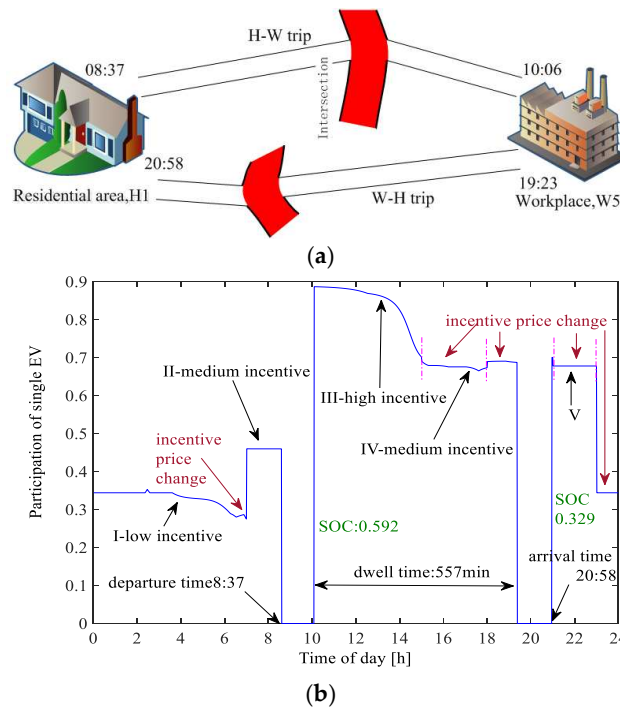 H-W trip
08:37
10:06
Intersection
20:58
19:23
Residential area,H1
W-H trip
Workplace,W5
(a)
0.9
0.8
0.7
0.6
0.5
0.4
0.3
0.2
0.1
0
Participation of single EV
II-medium incentive
incentive price change
III-high incentive
IV-medium incentive
V
incentive
price
change
I-low incentive
SOC:0.592
SOC
0.329
departure time8:37
dwell time:557min
arrival time
20:58
0 2 4 6 8 10 12 14 16 18 20 22 24
Time of day [h]
(b)